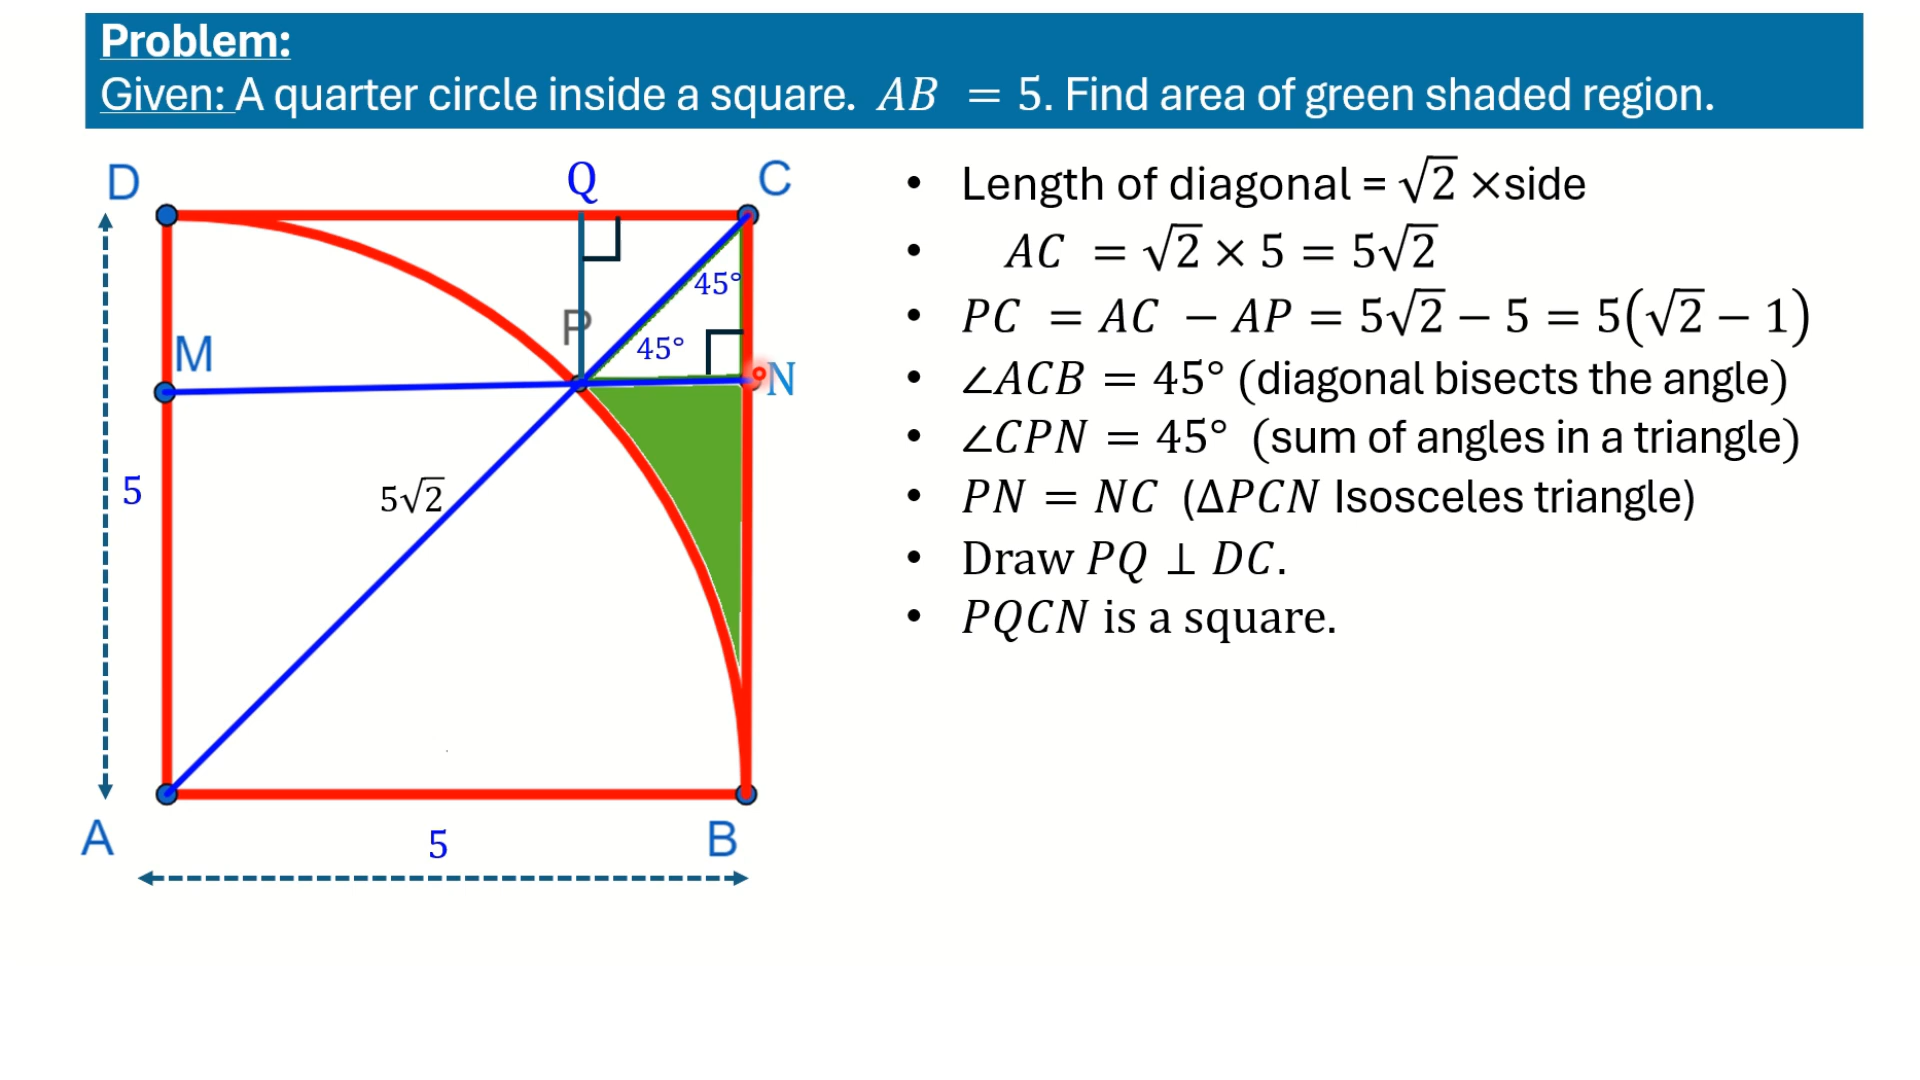 Problem:
Given: A quarter circle inside a square. AB = 5. Find area of green shaded region.
D
Q
C
45°
P
45°
M
N
5
5√2
A
5
B
• Length of diagonal = √2 ×side
• AC = √2 × 5 = 5√2
• PC = AC − AP = 5√2 − 5 = 5(√2 − 1)
• ∠ACB = 45° (diagonal bisects the angle)
• ∠CPN = 45° (sum of angles in a triangle)
• PN = NC (ΔPCN Isosceles triangle)
• Draw PQ ⊥ DC.
• PQCN is a square.